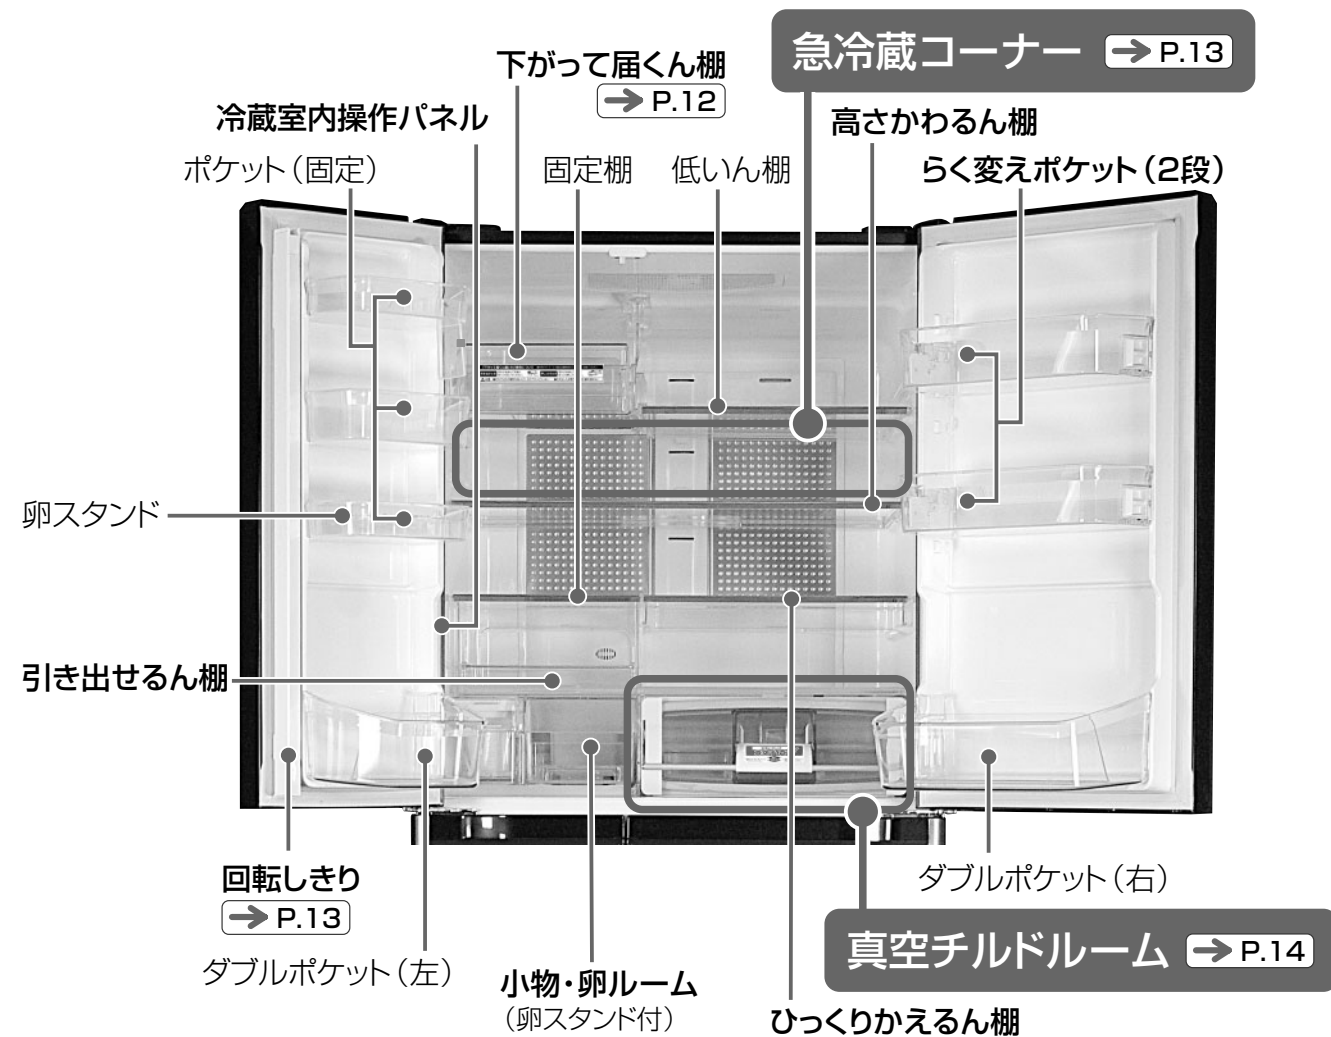 急冷蔵コーナー → P.13
下がって届くん棚
→ P.12
冷蔵室内操作パネル
高さかわるん棚
ポケット（固定）
固定棚
低いん棚
らく変えポケット（2段）
卵スタンド
引き出せるん棚
回転しきり
→ P.13
ダブルポケット（右）
ダブルポケット（左）
真空チルドルーム → P.14
小物・卵ルーム
（卵スタンド付）
ひっくりかえるん棚